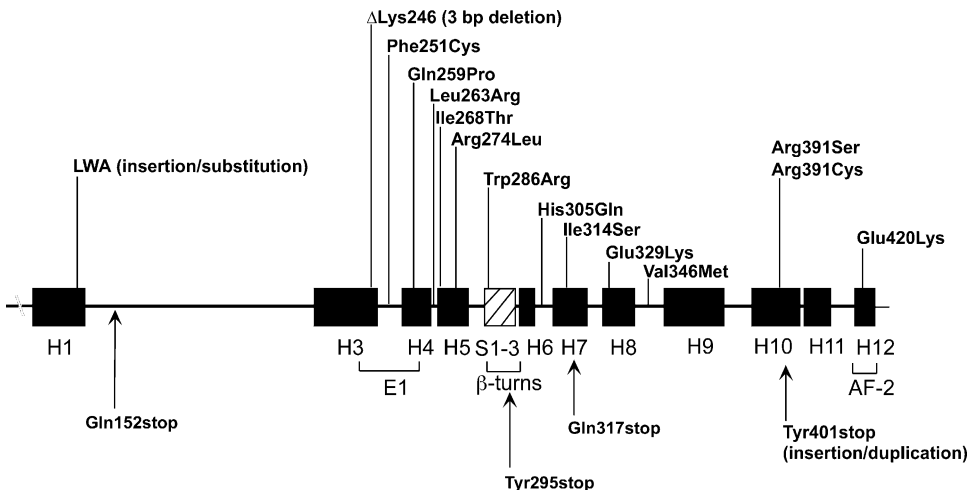 ΔLys246 (3 bp deletion)
Phe251Cys
Gln259Pro
Leu263Arg
Ile268Thr
Arg274Leu
LWA (insertion/substitution)
Trp286Arg
His305Gln
Ile314Ser
Glu329Lys
Val346Met
Arg391Ser
Arg391Cys
Glu420Lys
H1 H3 H4 H5 S1-3 H6 H7 H8 H9 H10 H11 H12
E1 β-turns AF-2
Gln152stop
Gln317stop
Tyr401stop
(insertion/duplication)
Tyr295stop